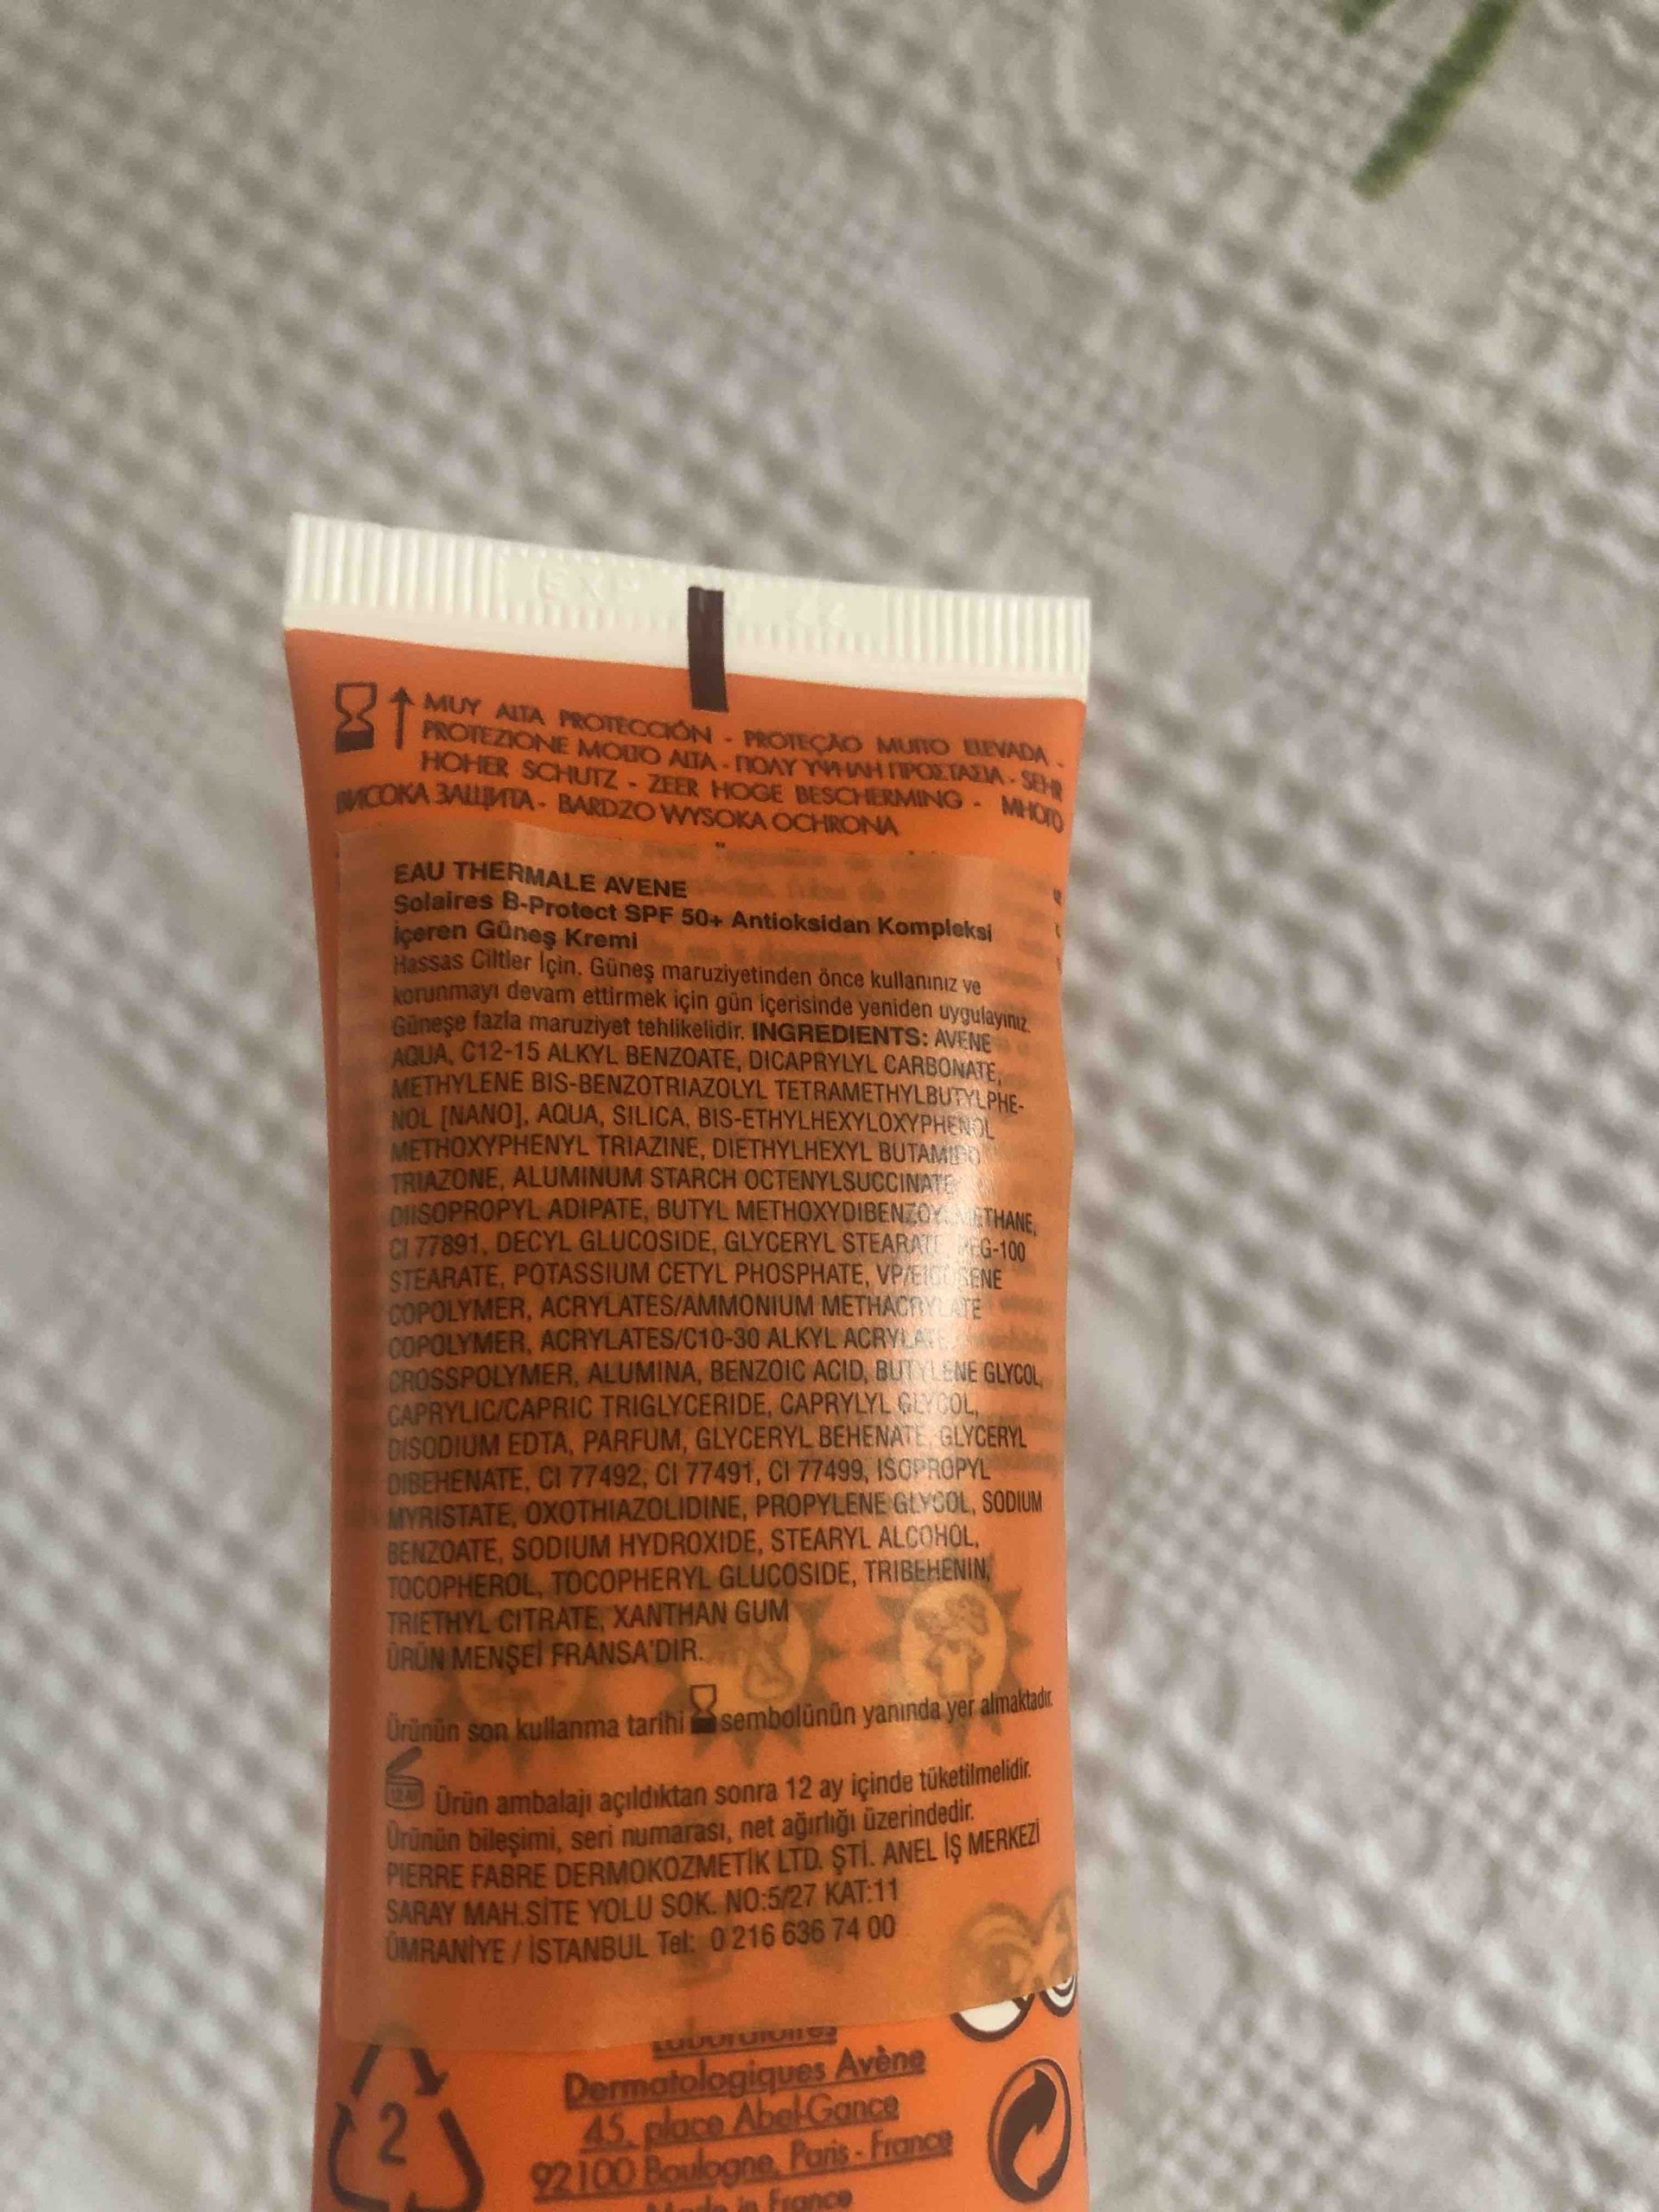 EXP
MUY ALTA PROTECCIÓN - PROTEÇÃO MUITO ELEVADA -
PROTEZIONE MOLTO ALTA - ΠΟΛΥ ΥΨΗΛΗ ΠΡΟΣΤΑΣΙΑ - SEHR
HOHER SCHUTZ - ZEER HOGE BESCHERMING - МНОГО
ВИСОКА ЗАЩИТА - BARDZO WYSOKA OCHRONA
EAU THERMALE AVENE
Solaires B-Protect SPF 50+ Antioksidan Kompleksi
İçeren Güneş Kremi
Hassas Ciltler İçin. Güneş maruziyetinden önce kullanınız ve
korunmayı devam ettirmek için gün içerisinde yeniden uygulayınız.
Güneşe fazla maruziyet tehlikelidir. INGREDIENTS: AVENE
AQUA, C12-15 ALKYL BENZOATE, DICAPRYLYL CARBONATE,
METHYLENE BIS-BENZOTRIAZOLYL TETRAMETHYLBUTYLPHE-
NOL [NANO], AQUA, SILICA, BIS-ETHYLHEXYLOXYPHENOL
METHOXYPHENYL TRIAZINE, DIETHYLHEXYL BUTAMIDO
TRIAZONE, ALUMINUM STARCH OCTENYLSUCCINATE,
DIISOPROPYL ADIPATE, BUTYL METHOXYDIBENZOYLMETHANE,
CI 77891, DECYL GLUCOSIDE, GLYCERYL STEARATE, PEG-100
STEARATE, POTASSIUM CETYL PHOSPHATE, VP/EICOSENE
COPOLYMER, ACRYLATES/AMMONIUM METHACRYLATE
COPOLYMER, ACRYLATES/C10-30 ALKYL ACRYLATE
CROSSPOLYMER, ALUMINA, BENZOIC ACID, BUTYLENE GLYCOL,
CAPRYLIC/CAPRIC TRIGLYCERIDE, CAPRYLYL GLYCOL,
DISODIUM EDTA, PARFUM, GLYCERYL BEHENATE, GLYCERYL
DIBEHENATE, CI 77492, CI 77491, CI 77499, ISOPROPYL
MYRISTATE, OXOTHIAZOLIDINE, PROPYLENE GLYCOL, SODIUM
BENZOATE, SODIUM HYDROXIDE, STEARYL ALCOHOL,
TOCOPHEROL, TOCOPHERYL GLUCOSIDE, TRIBEHENIN,
TRIETHYL CITRATE, XANTHAN GUM
ÜRÜN MENŞEİ FRANSA'DIR.
Ürünün son kullanma tarihi sembolünün yanında yer almaktadır.
12 AY Ürün ambalajı açıldıktan sonra 12 ay içinde tüketilmelidir.
Ürünün bileşimi, seri numarası, net ağırlığı üzerindedir.
PIERRE FABRE DERMOKOZMETİK LTD. ŞTİ. ANEL İŞ MERKEZİ
SARAY MAH.SİTE YOLU SOK. NO:5/27 KAT:11
ÜMRANİYE / İSTANBUL Tel: 0 216 636 74 00
Laboratoires
Dermatologiques Avène
45, place Abel-Gance
92100 Boulogne, Paris - France
Made in France
2